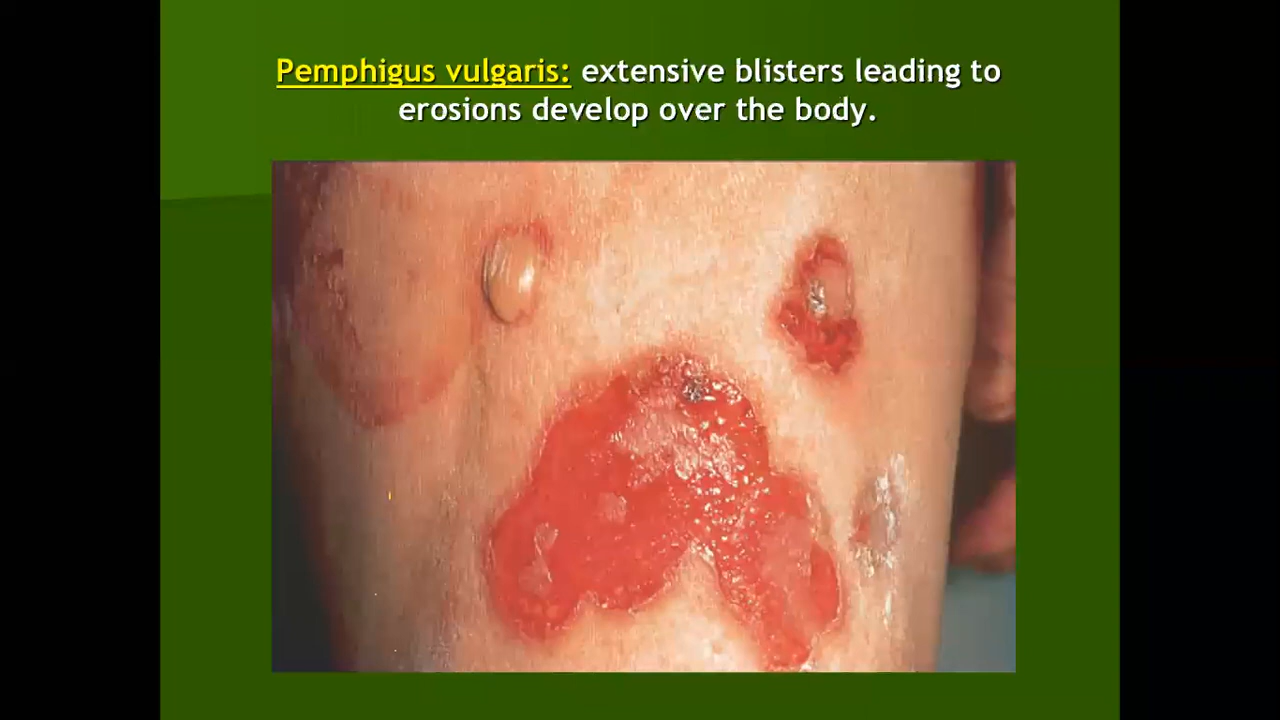 Pemphigus vulgaris: extensive blisters leading to
erosions develop over the body.